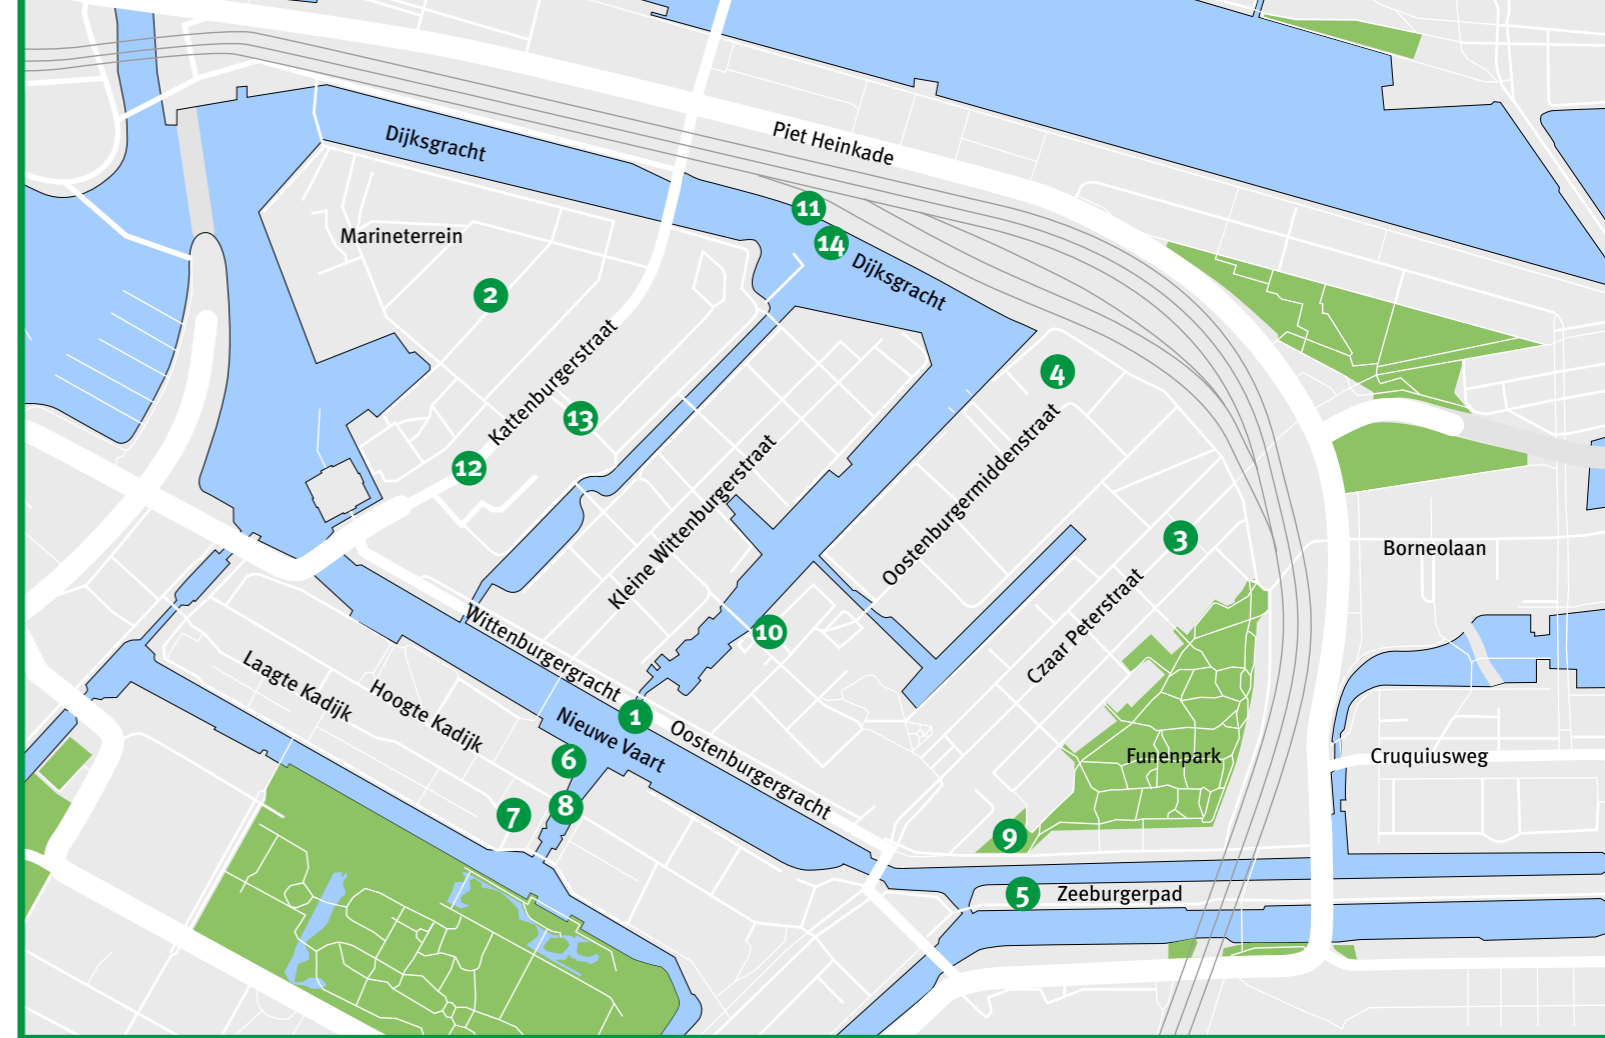 Dijksgracht
Piet Heinkade
11
Marineterrein
14
Dijksgracht
2
Kattenburgerstraat
4
13
12
Kleine Wittenburgerstraat
Oostenburgermiddenstraat
3
Borneolaan
Czaar Peterstraat
10
Wittenburgergracht
Laagte Kadijk
Hoogte Kadijk
1
Nieuwe Vaart
Oostenburgergracht
6
Funenpark
Cruquiusweg
7
8
9
5
Zeeburgerpad